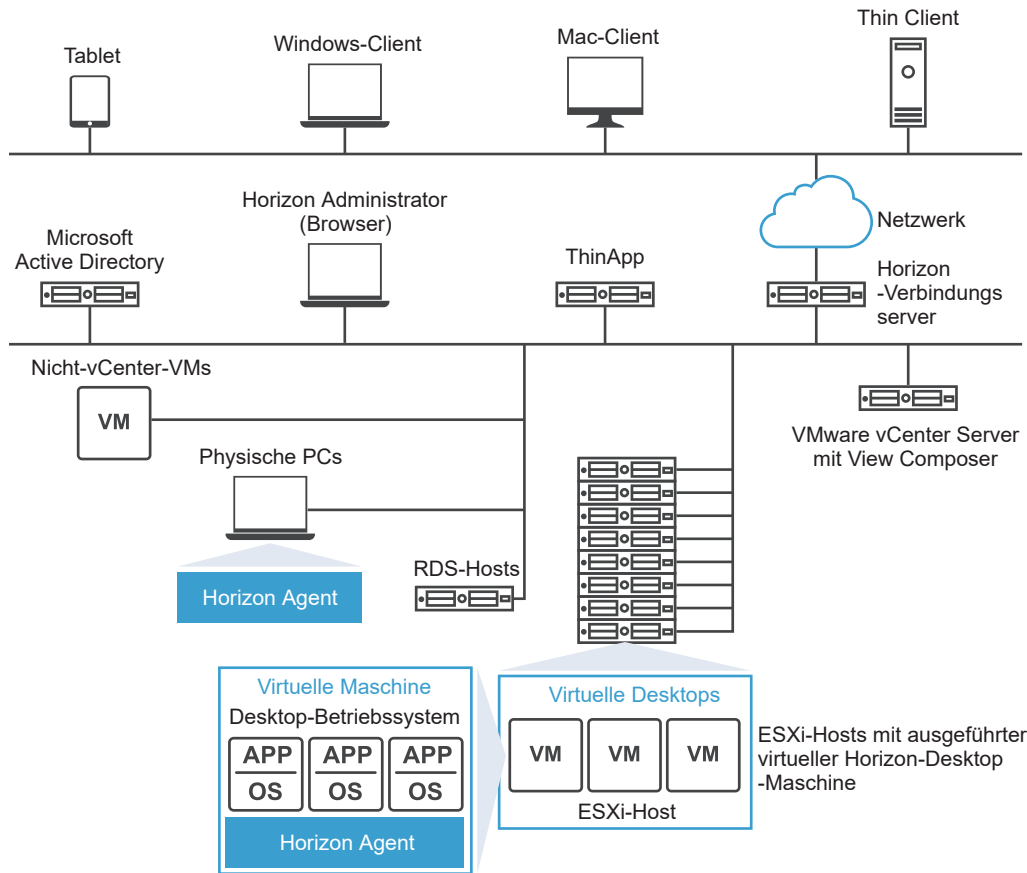 Tablet
Windows-Client
Mac-Client
Thin Client
Netzwerk
Microsoft
Active Directory
Horizon Administrator
(Browser)
ThinApp
Horizon
-Verbindungs
server
Nicht-vCenter-VMs
VM
Physische PCs
Horizon Agent
RDS-Hosts
VMware vCenter Server
mit View Composer
Virtuelle Maschine
Desktop-Betriebssystem
APP
OS
APP
OS
APP
OS
Horizon Agent
Virtuelle Desktops
VM
VM
VM
ESXi-Host
ESXi-Hosts mit ausgeführter
virtueller Horizon-Desktop
-Maschine